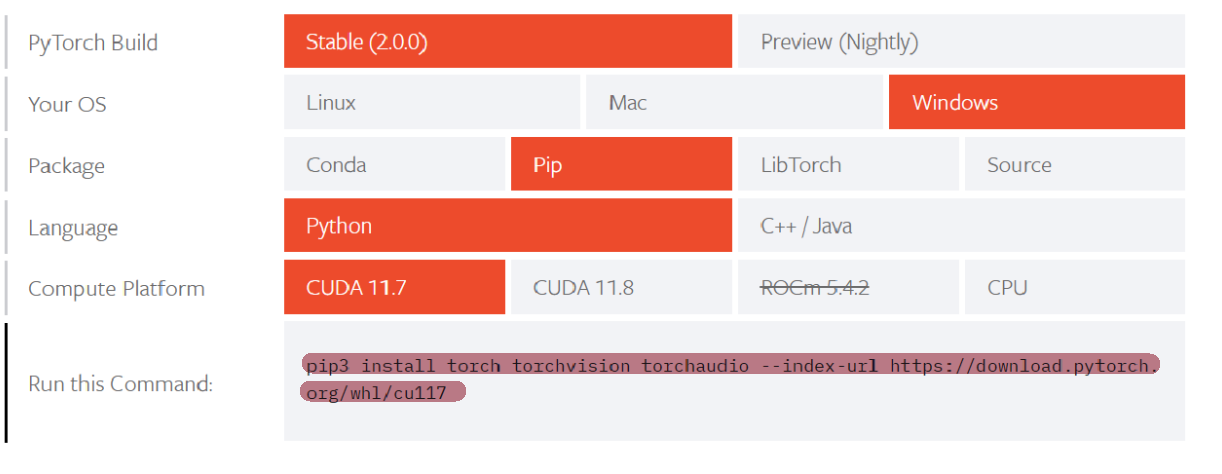 PyTorch Build Stable (2.0.0) Preview (Nightly)
Your OS Linux Mac Windows
Package Conda Pip LibTorch Source
Language Python C++ / Java
Compute Platform CUDA 11.7 CUDA 11.8 ROCm 5.4.2 CPU
Run this Command: pip3 install torch torchvision torchaudio --index-url https://download.pytorch.
org/whl/cu117